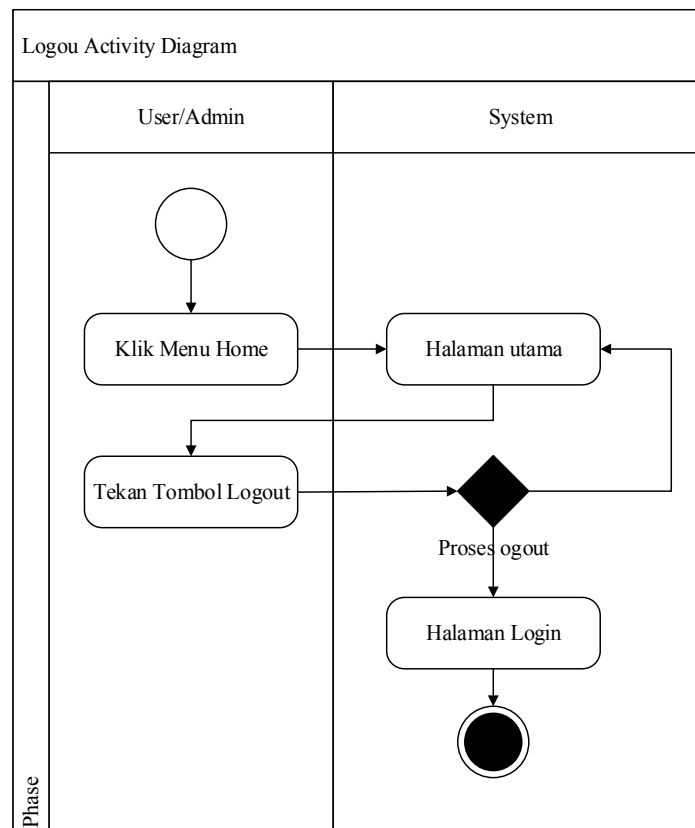 Logou Activity Diagram
User/Admin
System
Klik Menu Home
Halaman utama
Tekan Tombol Logout
Proses ogout
Halaman Login
Phase